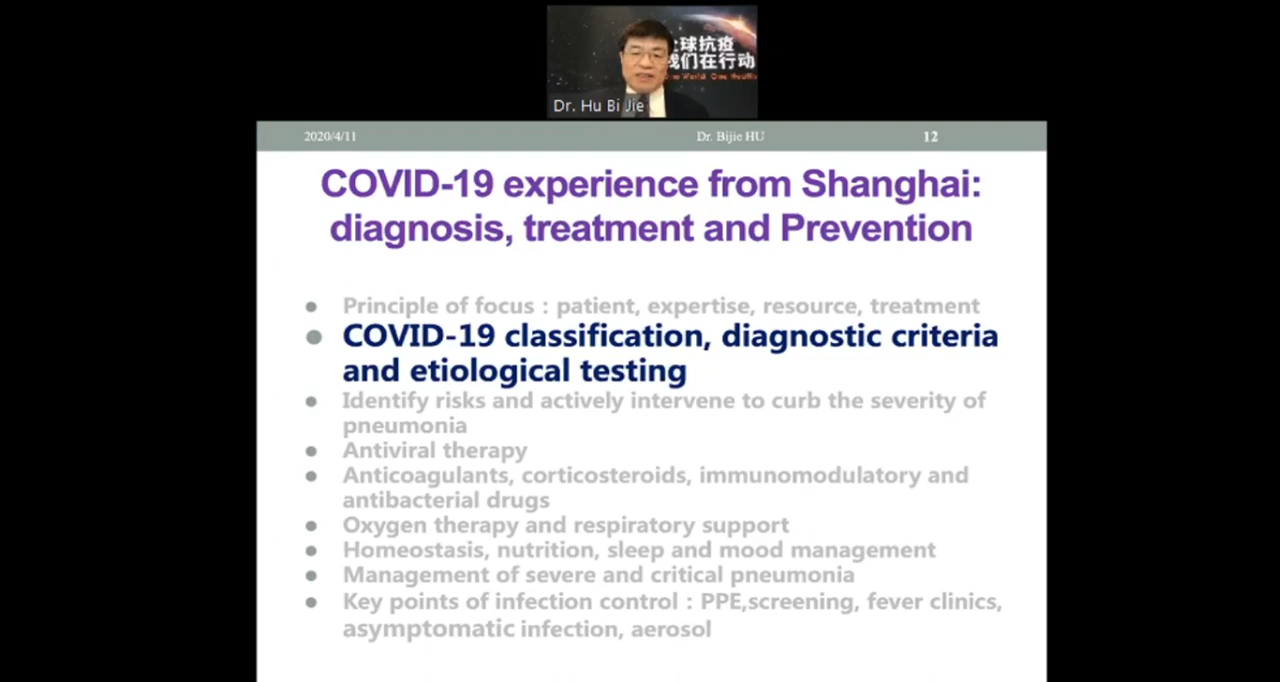 全球抗疫
我们在行动
One World One Health
Dr. Hu Bi Jie
2020/4/11 Dr. Bijie HU 12
COVID-19 experience from Shanghai:
diagnosis, treatment and Prevention
● Principle of focus : patient, expertise, resource, treatment
● COVID-19 classification, diagnostic criteria
and etiological testing
● Identify risks and actively intervene to curb the severity of
pneumonia
● Antiviral therapy
● Anticoagulants, corticosteroids, immunomodulatory and
antibacterial drugs
● Oxygen therapy and respiratory support
● Homeostasis, nutrition, sleep and mood management
● Management of severe and critical pneumonia
● Key points of infection control : PPE,screening, fever clinics,
asymptomatic infection, aerosol